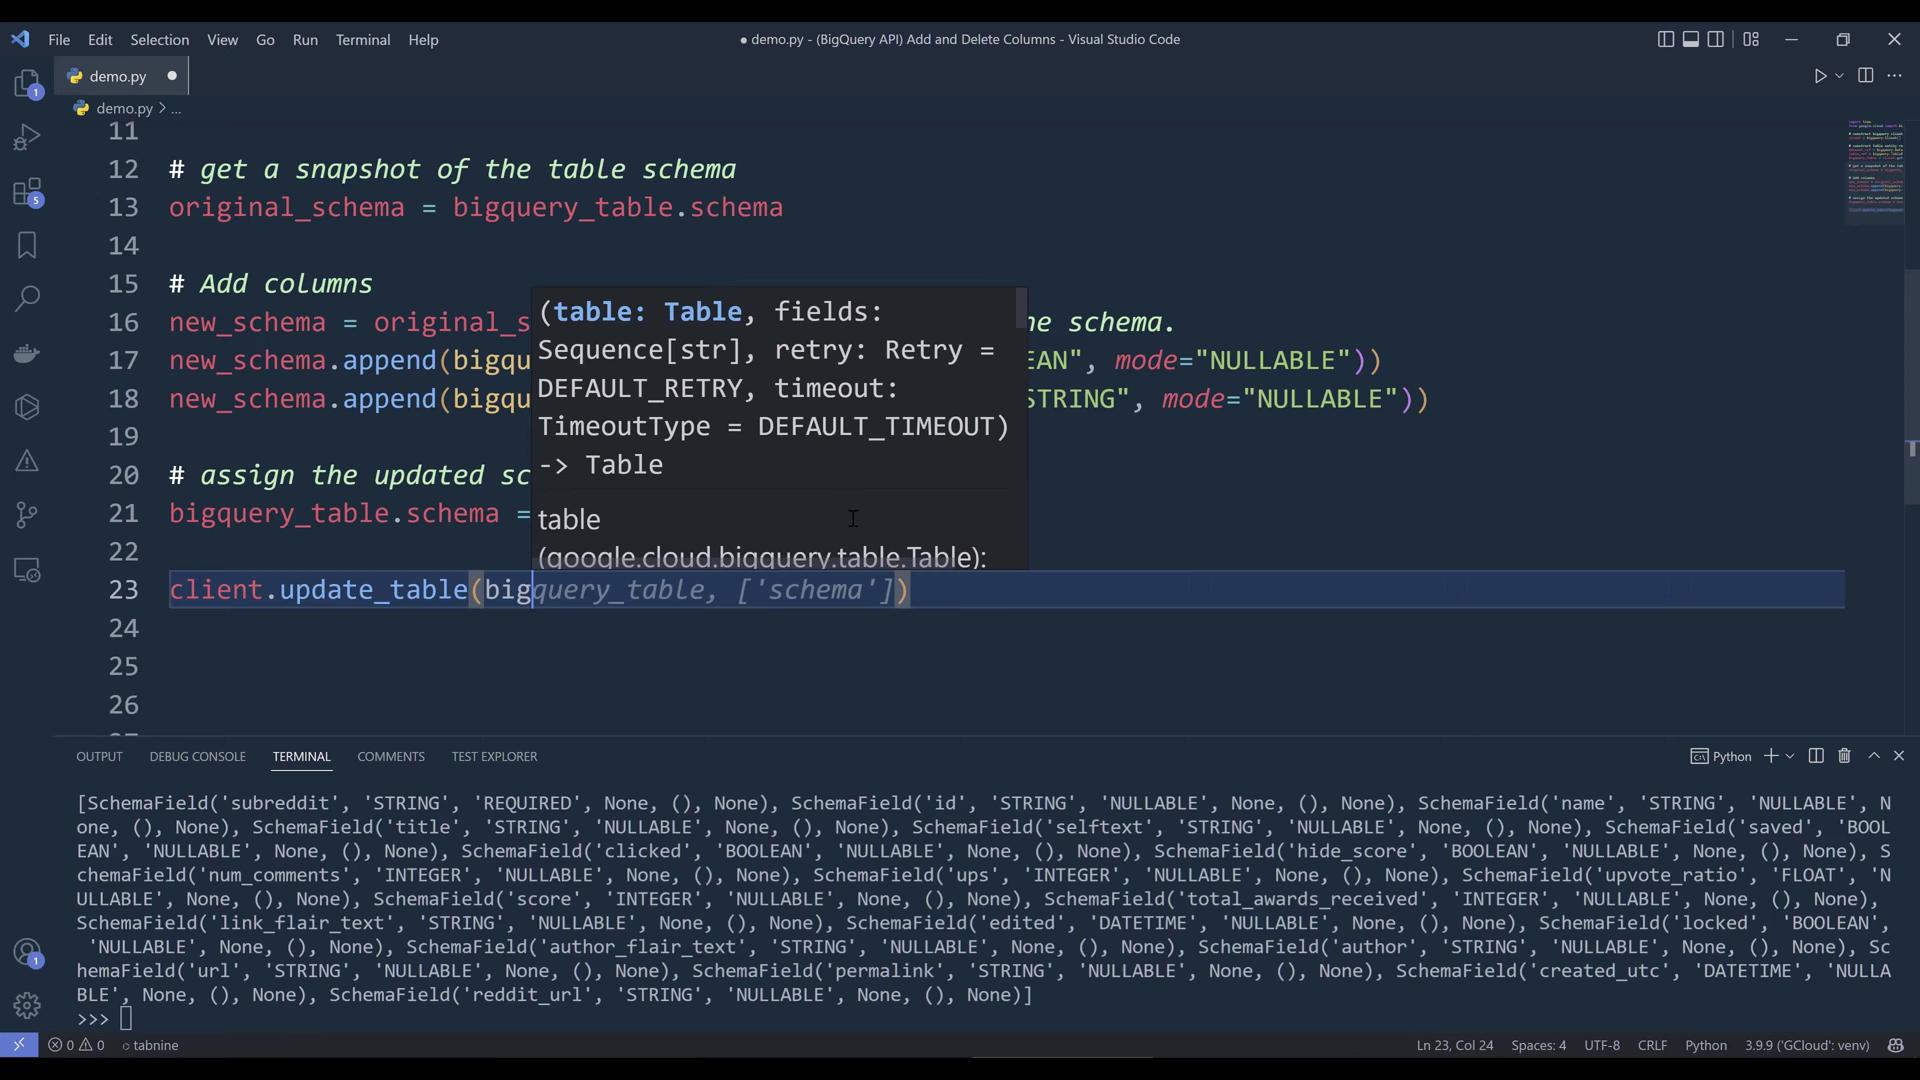 File Edit Selection View Go Run Terminal Help
● demo.py - (BigQuery API) Add and Delete Columns - Visual Studio Code
demo.py
demo.py > ...
11
12 # get a snapshot of the table schema
13 original_schema = bigquery_table.schema
14
15 # Add columns
16 new_schema = original_s he schema.
17 new_schema.append(bigqu EAN", mode="NULLABLE"))
18 new_schema.append(bigqu STRING", mode="NULLABLE"))
19
20 # assign the updated sc
21 bigquery_table.schema =
22
23 client.update_table(bigquery_table, ['schema'])
24
25
26
(table: Table, fields:
Sequence[str], retry: Retry =
DEFAULT_RETRY, timeout:
TimeoutType = DEFAULT_TIMEOUT)
-> Table
table
(google.cloud.bigquery.table.Table):
1
5
OUTPUT DEBUG CONSOLE TERMINAL COMMENTS TEST EXPLORER
Python
[SchemaField('subreddit', 'STRING', 'REQUIRED', None, (), None), SchemaField('id', 'STRING', 'NULLABLE', None, (), None), SchemaField('name', 'STRING', 'NULLABLE', N
one, (), None), SchemaField('title', 'STRING', 'NULLABLE', None, (), None), SchemaField('selftext', 'STRING', 'NULLABLE', None, (), None), SchemaField('saved', 'BOOL
EAN', 'NULLABLE', None, (), None), SchemaField('clicked', 'BOOLEAN', 'NULLABLE', None, (), None), SchemaField('hide_score', 'BOOLEAN', 'NULLABLE', None, (), None), S
chemaField('num_comments', 'INTEGER', 'NULLABLE', None, (), None), SchemaField('ups', 'INTEGER', 'NULLABLE', None, (), None), SchemaField('upvote_ratio', 'FLOAT', 'N
ULLABLE', None, (), None), SchemaField('score', 'INTEGER', 'NULLABLE', None, (), None), SchemaField('total_awards_received', 'INTEGER', 'NULLABLE', None, (), None),
SchemaField('link_flair_text', 'STRING', 'NULLABLE', None, (), None), SchemaField('edited', 'DATETIME', 'NULLABLE', None, (), None), SchemaField('locked', 'BOOLEAN',
'NULLABLE', None, (), None), SchemaField('author_flair_text', 'STRING', 'NULLABLE', None, (), None), SchemaField('author', 'STRING', 'NULLABLE', None, (), None), Sc
hemaField('url', 'STRING', 'NULLABLE', None, (), None), SchemaField('permalink', 'STRING', 'NULLABLE', None, (), None), SchemaField('created_utc', 'DATETIME', 'NULLA
BLE', None, (), None), SchemaField('reddit_url', 'STRING', 'NULLABLE', None, (), None)]
>>>
1
0 0 tabnine
Ln 23, Col 24 Spaces: 4 UTF-8 CRLF Python 3.9.9 ('GCloud': venv)